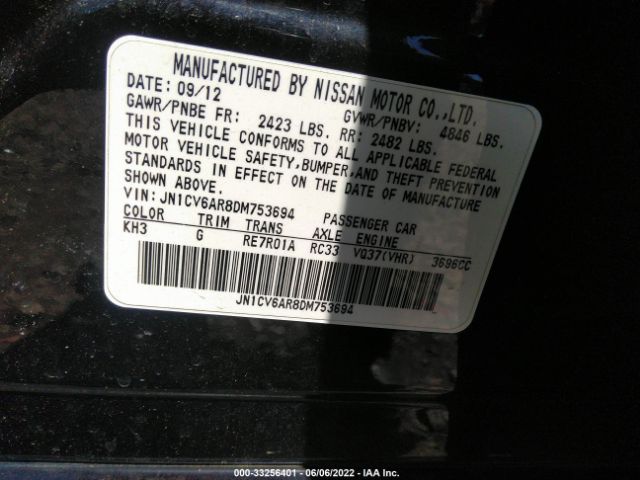 MANUFACTURED BY NISSAN MOTOR CO.,LTD.
DATE: 09/12 GVWR/PNBV: 4846 LBS.
GAWR/PNBE FR: 2423 LBS. RR: 2482 LBS.
THIS VEHICLE CONFORMS TO ALL APPLICABLE FEDERAL
MOTOR VEHICLE SAFETY,BUMPER,AND THEFT PREVENTION
STANDARDS IN EFFECT ON THE DATE OF MANUFACTURE
SHOWN ABOVE.
VIN: JN1CV6AR8DM753694 PASSENGER CAR
COLOR TRIM TRANS AXLE ENGINE
KH3 G RE7R01A RC33 VQ37(VHR) 3696CC
JN1CV6AR8DM753694
000-33256401 - 06/06/2022 - IAA Inc.